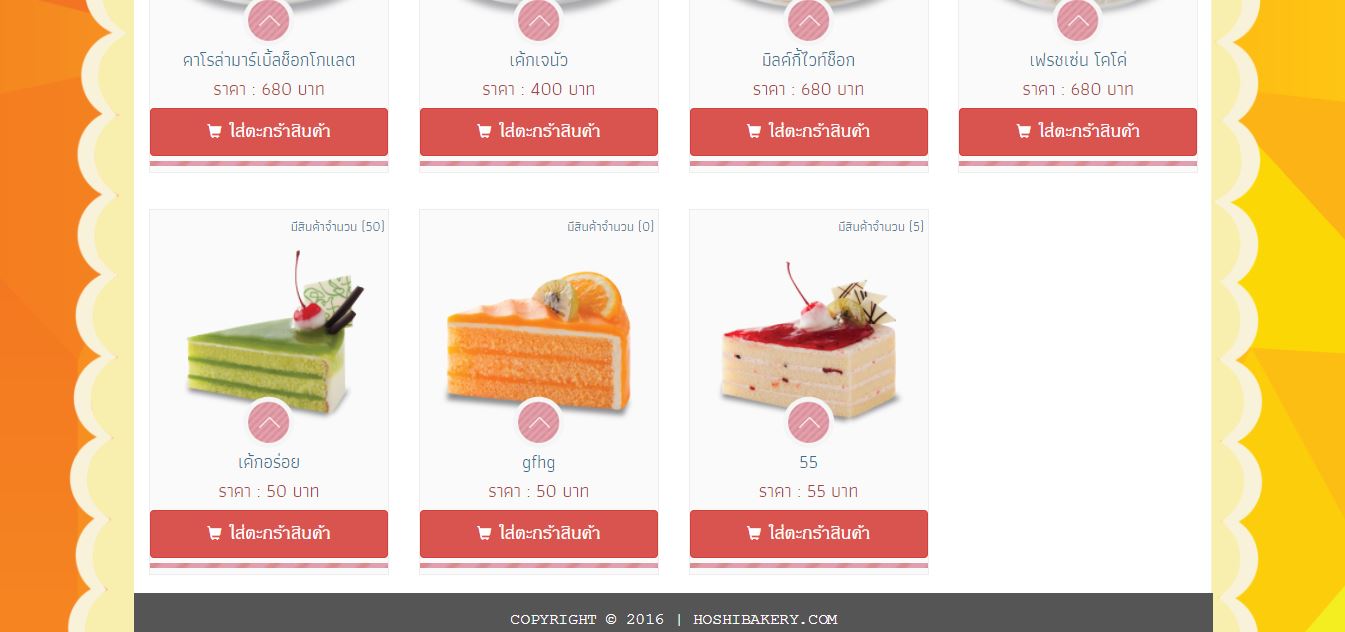 คาโรล่ามาร์เบิ้ลช็อกโกแลต
ราคา : 680 บาท
ใส่ตะกร้าสินค้า
เค้กเจนัว
ราคา : 400 บาท
ใส่ตะกร้าสินค้า
มิลค์กี้ไวท์ช็อก
ราคา : 680 บาท
ใส่ตะกร้าสินค้า
เฟรชเช่น โคโค่
ราคา : 680 บาท
ใส่ตะกร้าสินค้า
มีสินค้าจำนวน (50)
เค้กอร่อย
ราคา : 50 บาท
ใส่ตะกร้าสินค้า
มีสินค้าจำนวน (0)
gfhg
ราคา : 50 บาท
ใส่ตะกร้าสินค้า
มีสินค้าจำนวน (5)
55
ราคา : 55 บาท
ใส่ตะกร้าสินค้า
COPYRIGHT © 2016 | HOSHIBAKERY.COM